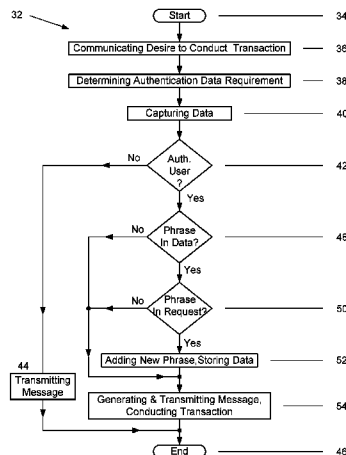 32
Start
34
Communicating Desire to Conduct Transaction
36
Determining Authentication Data Requirement
38
Capturing Data
40
No
Auth.
User
?
42
Yes
No
Phrase
In Data?
48
Yes
No
Phrase
In Request?
50
Yes
Adding New Phrase,Storing Data
52
44
Transmitting
Message
Generating & Transmitting Message,
Conducting Transaction
54
End
46